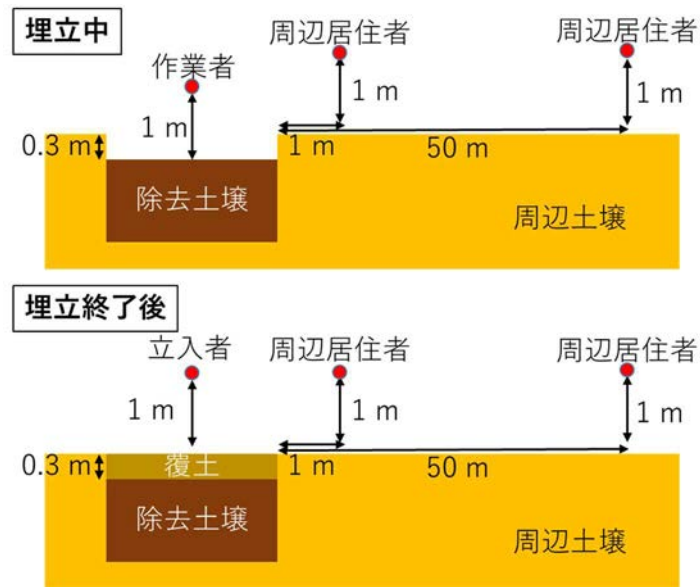 埋立中
周辺居住者
周辺居住者
作業者
1 m
1 m
1 m
0.3 m
1 m
50 m
除去土壌
周辺土壌
埋立終了後
立入者
周辺居住者
周辺居住者
1 m
1 m
1 m
0.3 m
覆土
1 m
50 m
除去土壌
周辺土壌